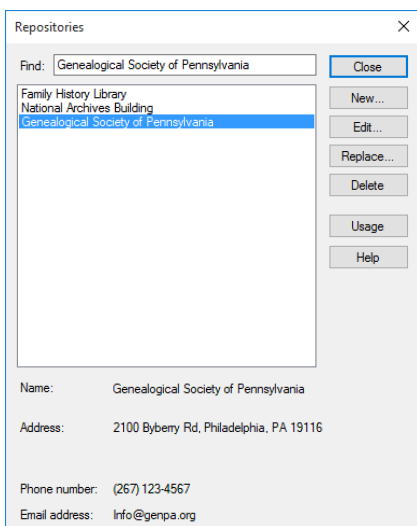 Repositories
Find: Genealogical Society of Pennsylvania
Close
Family History Library
National Archives Building
Genealogical Society of Pennsylvania
New...
Edit...
Replace...
Delete
Usage
Help
Name: Genealogical Society of Pennsylvania
Address: 2100 Byberry Rd, Philadelphia, PA 19116
Phone number: (267) 123-4567
Email address: Info@genpa.org